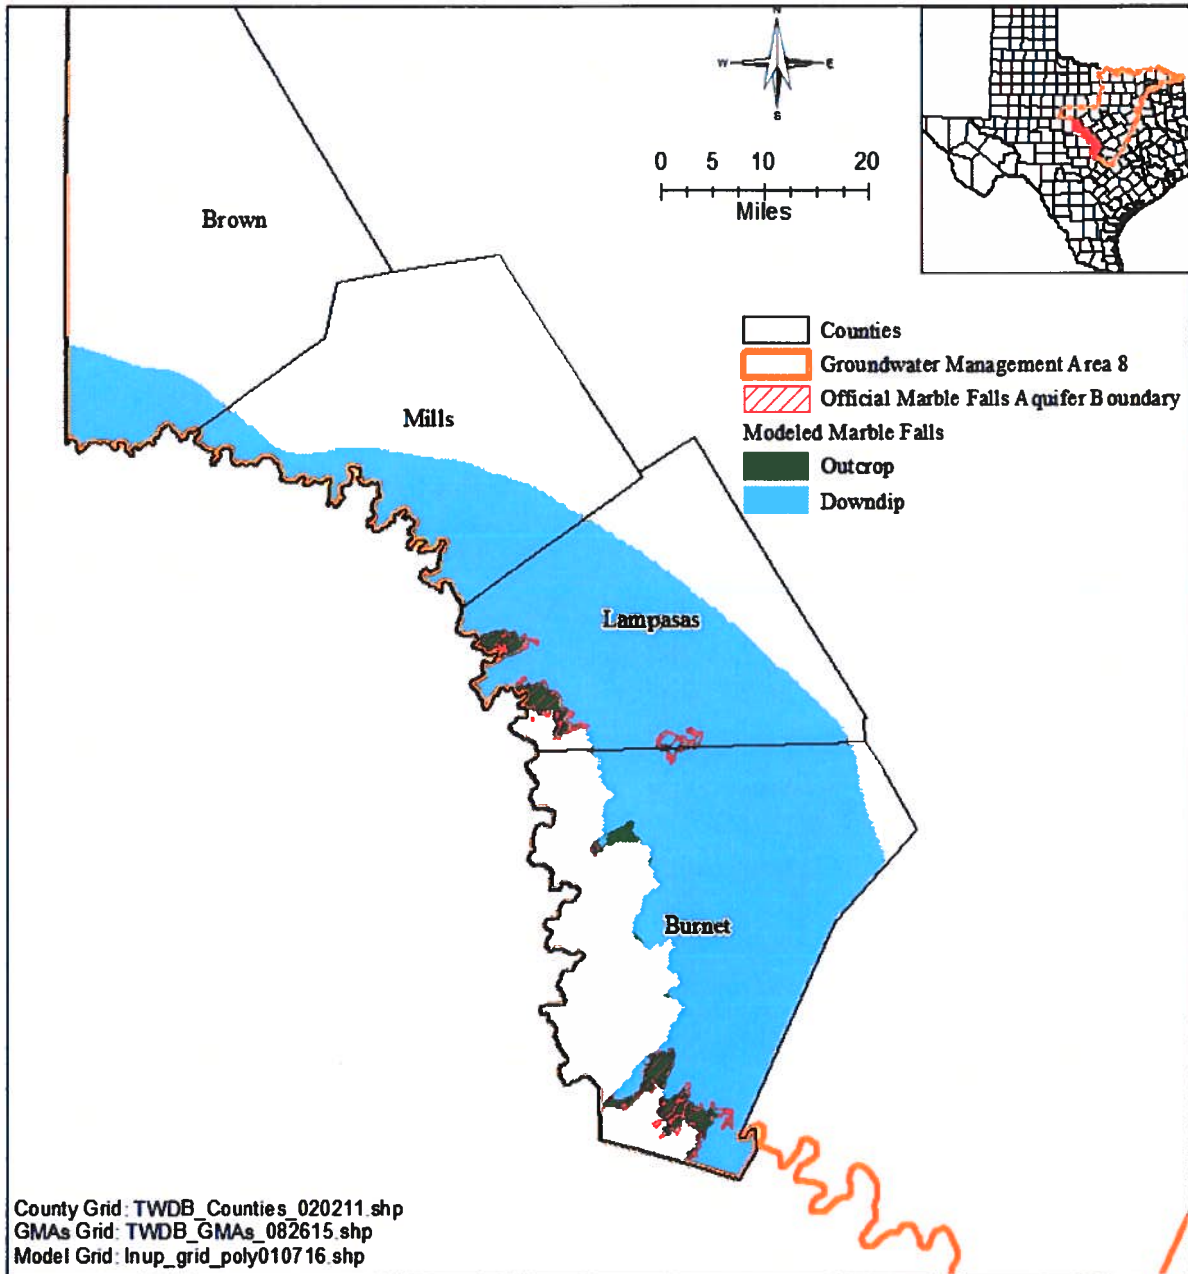 N
W E
S
0 5 10 20
Miles
Brown
Counties
Groundwater Management Area 8
Official Marble Falls Aquifer Boundary
Modeled Marble Falls
Outcrop
Downdip
Mills
Lampasas
Burnet
County Grid: TWDB_Counties_020211.shp
GMAs Grid: TWDB_GMAs_082615.shp
Model Grid: lnup_grid_poly010716.shp